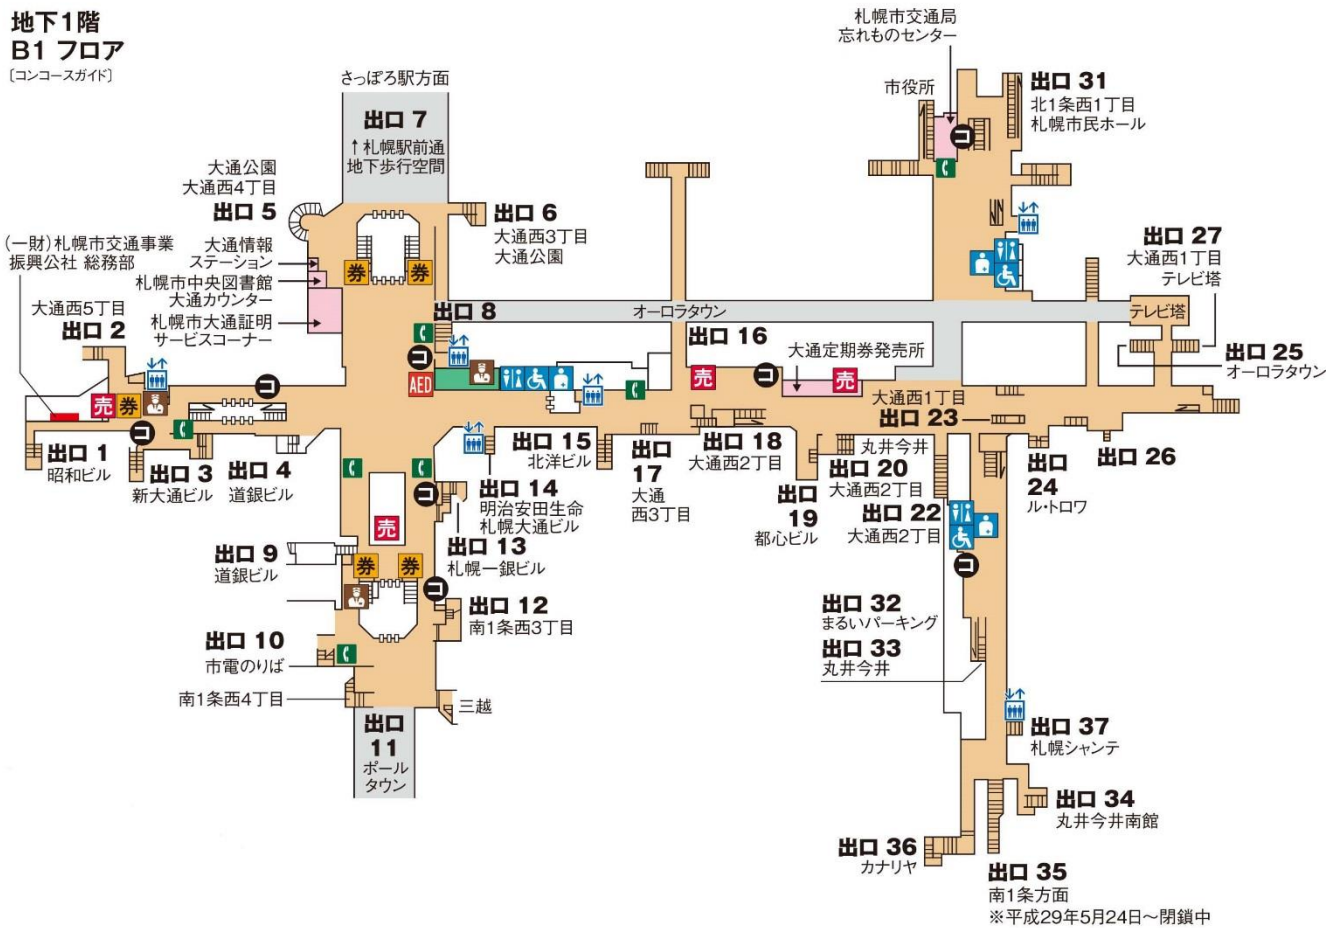 地下1階
B1 フロア
〔コンコースガイド〕
さっぽろ駅方面
出口 7
↑札幌駅前通
地下歩行空間
大通公園
大通西4丁目
出口 5
出口 6
大通西3丁目
大通公園
(一財)札幌市交通事業
振興公社 総務部
大通情報
ステーション
札幌市中央図書館
大通カウンター
札幌市大通証明
サービスコーナー
券
券
大通西5丁目
出口 2
出口 8
コ
コ
AED
売
券
コ
出口 1
昭和ビル
出口 3
新大通ビル
出口 4
道銀ビル
札幌市交通局
忘れものセンター
市役所
コ
出口 31
北1条西1丁目
札幌市民ホール
出口 27
大通西1丁目
テレビ塔
オーロラタウン
テレビ塔
出口 16
大通定期券発売所
売
コ
売
出口 25
オーロラタウン
大通西1丁目
出口 23
出口 15
北洋ビル
出口
17
大通
西3丁目
出口 18
大通西2丁目
丸井今井
出口 20
大通西2丁目
出口
19
都心ビル
出口 22
大通西2丁目
出口
24
ル・トロワ
出口 26
出口 14
明治安田生命
札幌大通ビル
コ
売
出口 13
札幌一銀ビル
出口 9
道銀ビル
券
券
コ
コ
出口 12
南1条西3丁目
出口 10
市電のりば
南1条西4丁目
三越
出口
11
ポール
タウン
出口 32
まるいパーキング
出口 33
丸井今井
出口 37
札幌シャンテ
出口 34
丸井今井南館
出口 36
カナリヤ
出口 35
南1条方面
※平成29年5月24日～閉鎖中